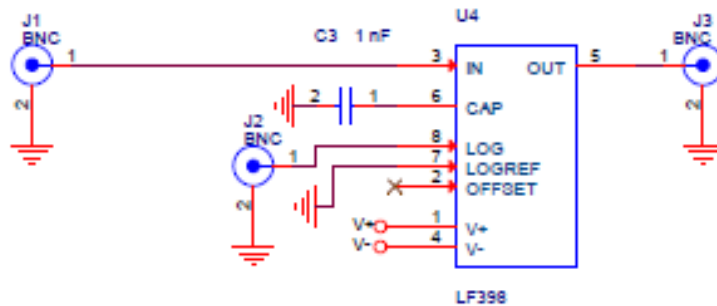 J1
BNC
1
2
C3 1 nF
2
1
J2
BNC
1
2
U4
3 IN
6 CAP
8 LOG
7 LOGREF
2 OFFSET
V+ 1 V+
V- 4 V-
OUT 5
LF398
J3
BNC
1
2